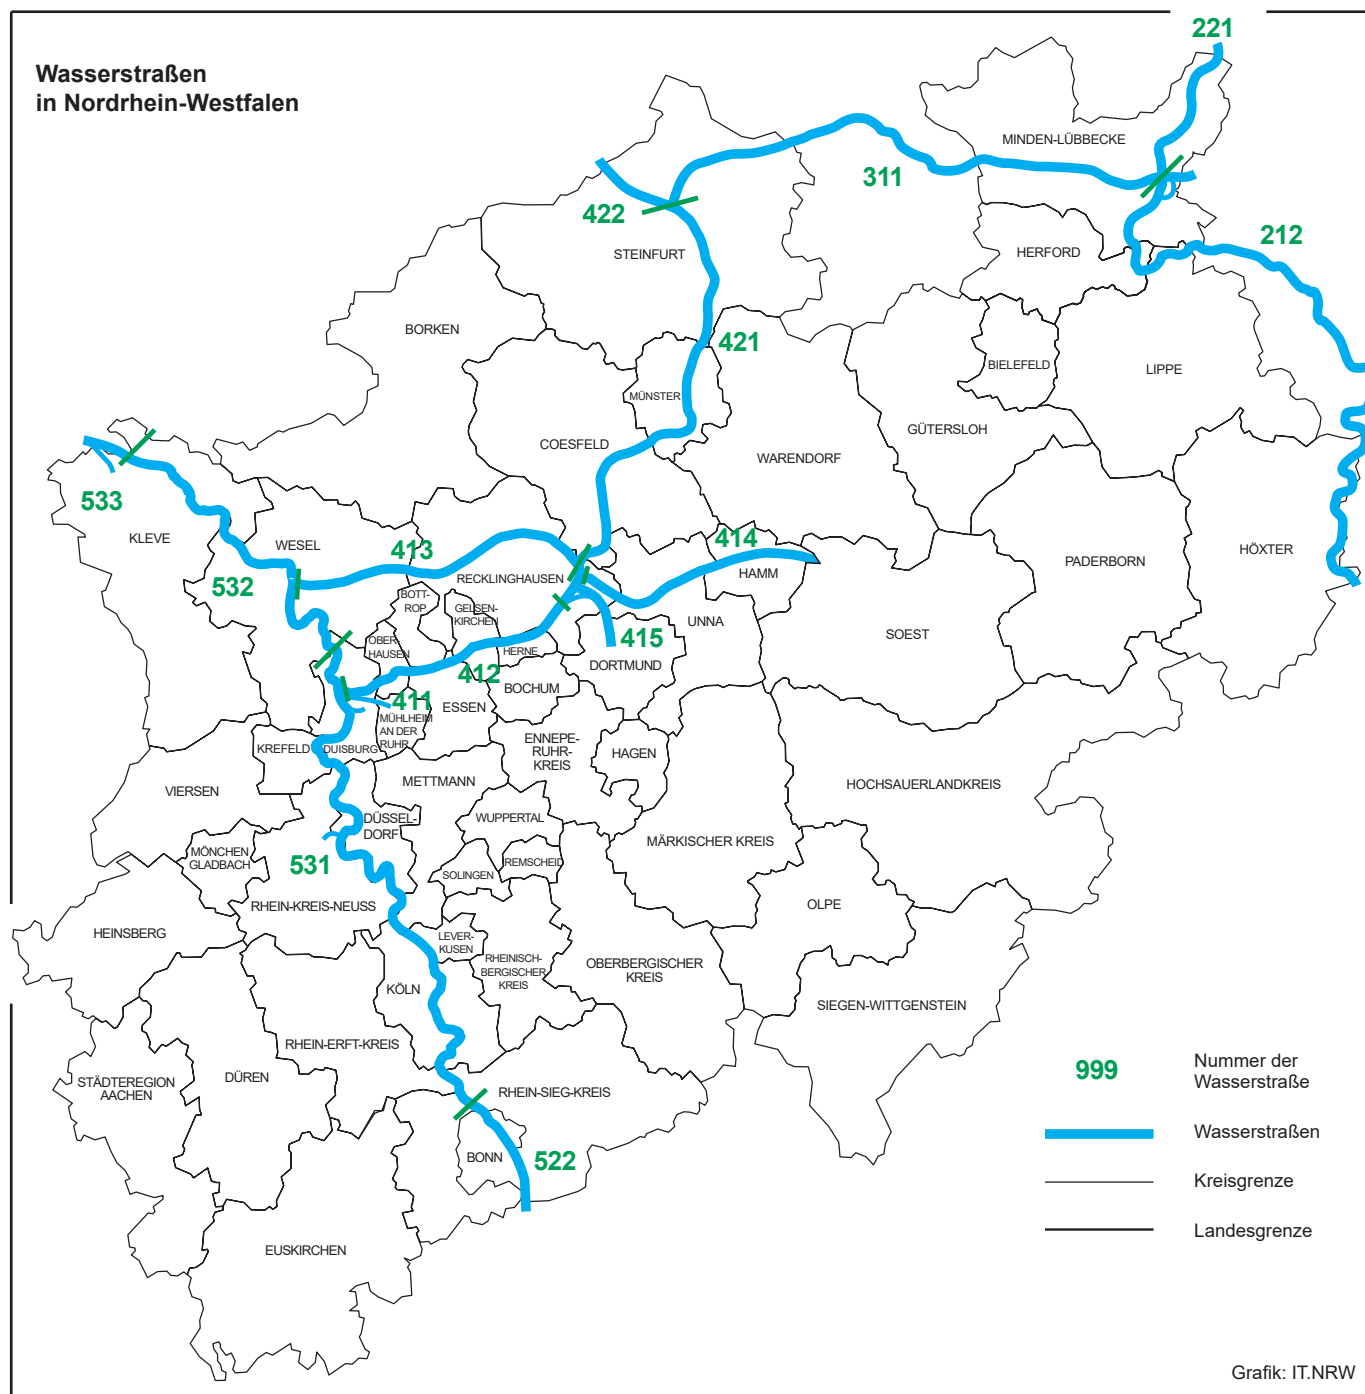 Wasserstraßen
in Nordrhein-Westfalen
221
MINDEN-LÜBBECKE
311
422
212
STEINFURT
HERFORD
BORKEN
421
BIELEFELD
LIPPE
MÜNSTER
GÜTERSLOH
COESFELD
WARENDORF
533
KLEVE
WESEL
413
414
HÖXTER
PADERBORN
RECKLINGHAUSEN
HAMM
532
BOTT-
ROP
GELSEN-
KIRCHEN
UNNA
SOEST
415
OBER-
HAUSEN
HERNE
DORTMUND
412
BOCHUM
411
ESSEN
MÜHLHEIM
AN DER
RUHR
KREFELD
DUISBURG
ENNEPE-
RUHR-
KREIS
HAGEN
METTMANN
HOCHSAUERLANDKREIS
VIERSEN
DÜSSEL-
DORF
WUPPERTAL
MÄRKISCHER KREIS
MÖNCHEN
GLADBACH
531
REMSCHEID
SOLINGEN
RHEIN-KREIS-NEUSS
OLPE
HEINSBERG
LEVER-
KUSEN
RHEINISCH-
BERGISCHER
KREIS
OBERBERGISCHER
KREIS
KÖLN
SIEGEN-WITTGENSTEIN
RHEIN-ERFT-KREIS
STÄDTEREGION
AACHEN
DÜREN
RHEIN-SIEG-KREIS
BONN
522
EUSKIRCHEN
999
Nummer der
Wasserstraße
Wasserstraßen
Kreisgrenze
Landesgrenze
Grafik: IT.NRW